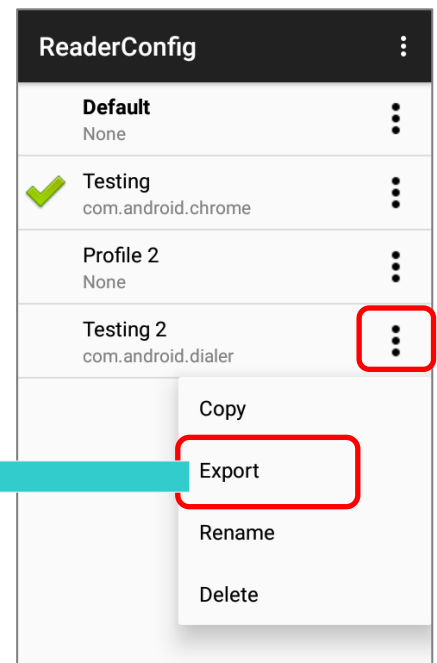 ReaderConfig
Default
None
Testing
com.android.chrome
Profile 2
None
Testing 2
com.android.dialer
Copy
Export
Rename
Delete